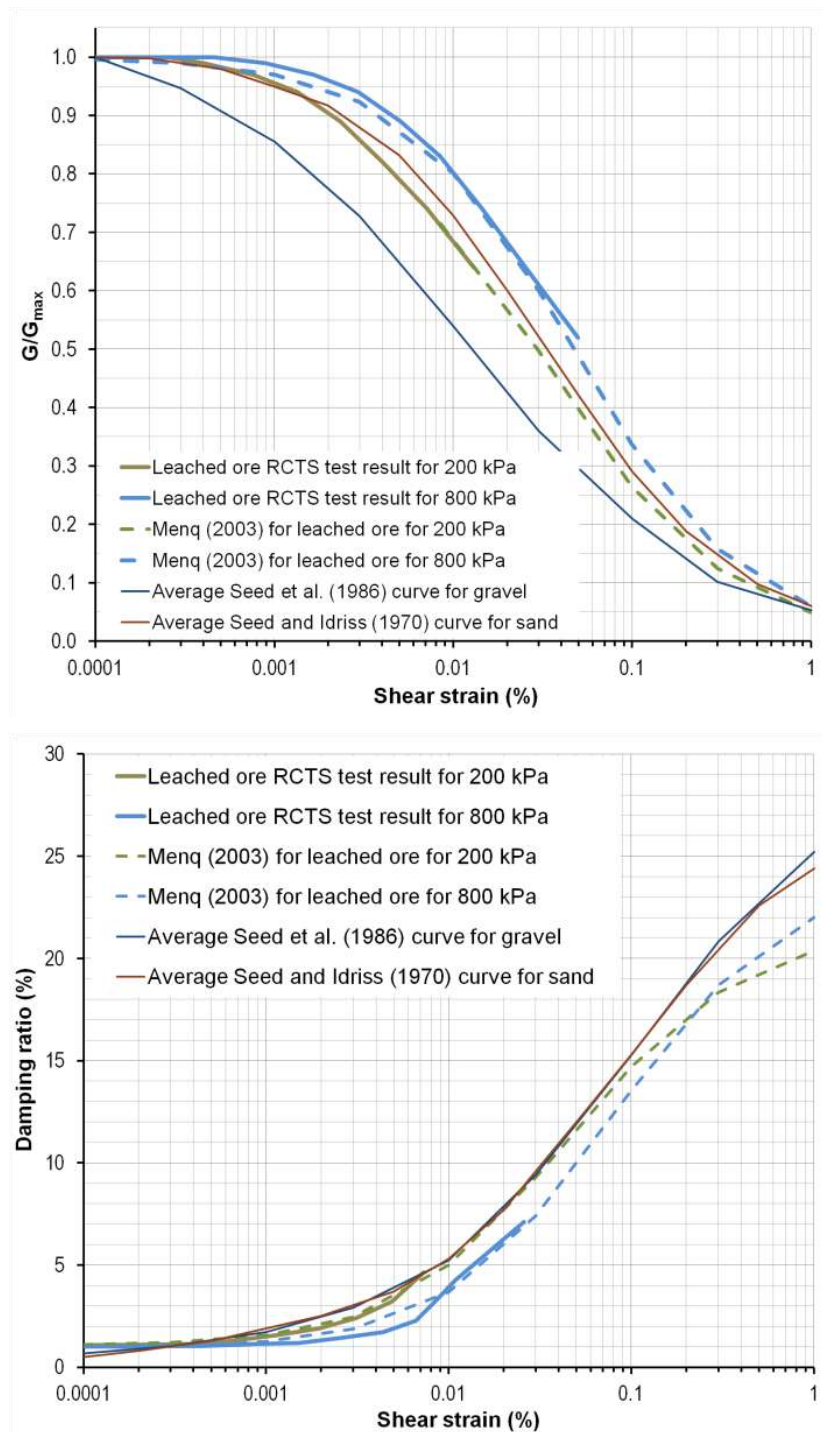 1.0
0.9
0.8
0.7
0.6
0.5
0.4
0.3
0.2
0.1
0.0
G/Gmax
Leached ore RCTS test result for 200 kPa
Leached ore RCTS test result for 800 kPa
Menq (2003) for leached ore for 200 kPa
Menq (2003) for leached ore for 800 kPa
Average Seed et al. (1986) curve for gravel
Average Seed and Idriss (1970) curve for sand
0.0001 0.001 0.01 0.1 1
Shear strain (%)
30
25
20
15
10
5
0
Damping ratio (%)
Leached ore RCTS test result for 200 kPa
Leached ore RCTS test result for 800 kPa
Menq (2003) for leached ore for 200 kPa
Menq (2003) for leached ore for 800 kPa
Average Seed et al. (1986) curve for gravel
Average Seed and Idriss (1970) curve for sand
0.0001 0.001 0.01 0.1 1
Shear strain (%)